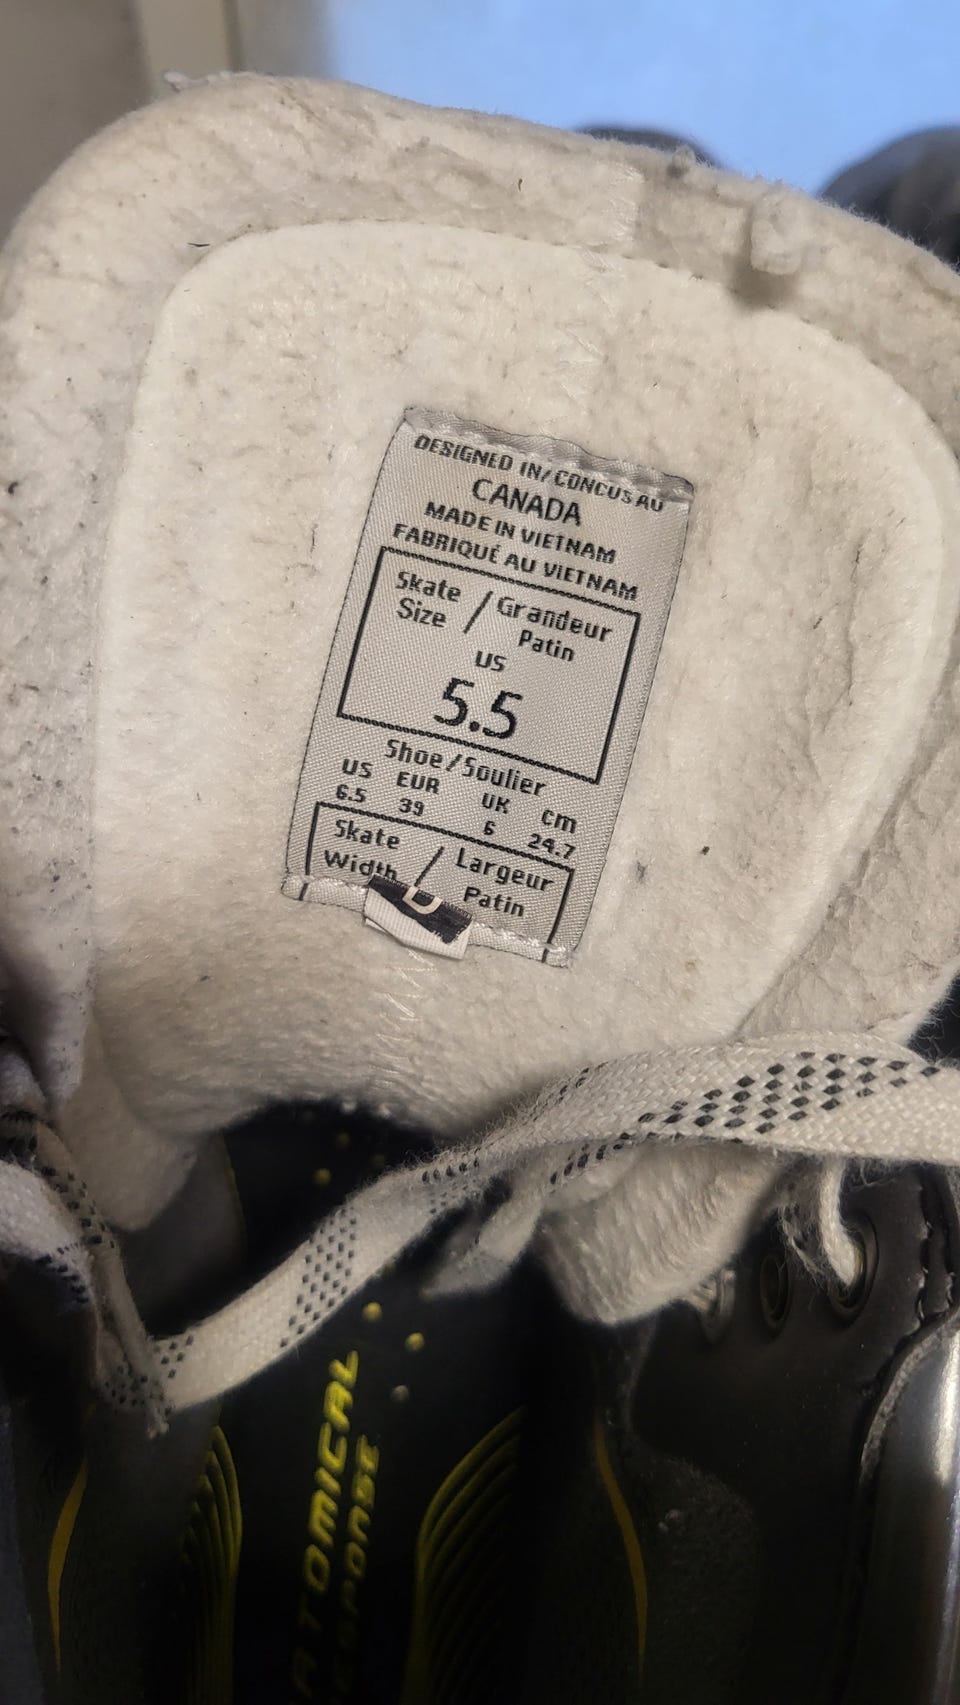 DESIGNED IN/CONCUS AU
CANADA
MADE IN VIETNAM
FABRIQUÉ AU VIETNAM
Skate Size / Grandeur Patin
US
5.5
Shoe/Soulier
US EUR UK cm
6.5 39 6 24.7
Skate Width / Largeur Patin
D
ATOMICAL